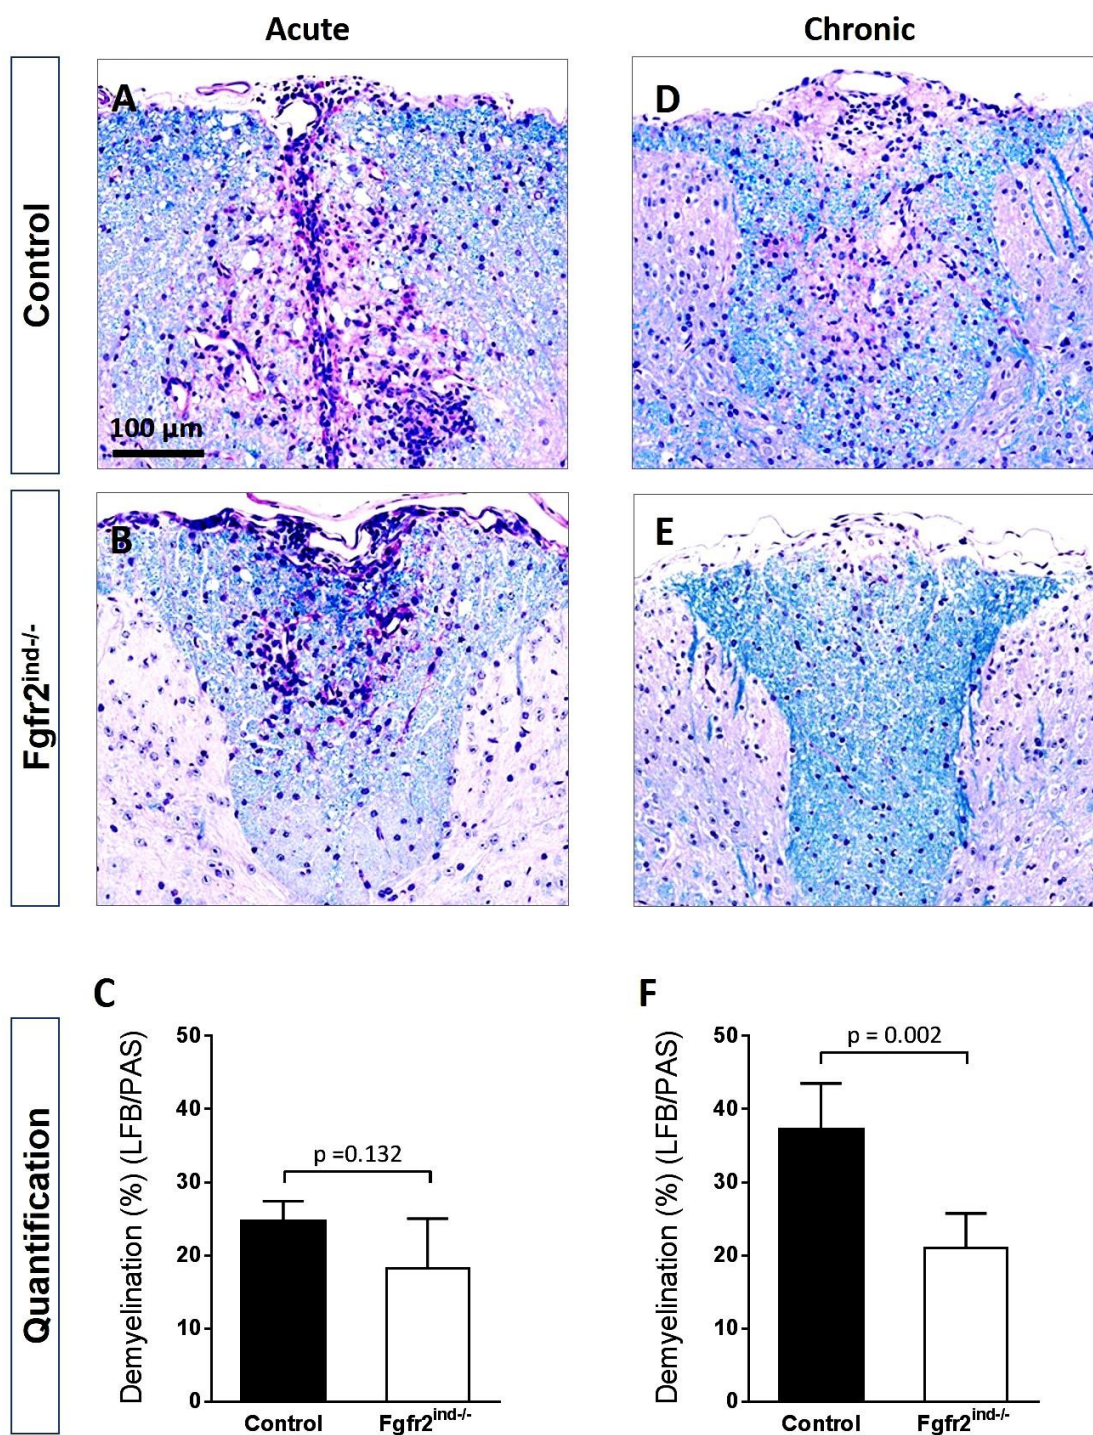 Acute
Chronic
Control
A
D
100 µm
Fgfr2ind-/-
B
E
Quantification
C
Demyelination (%) (LFB/PAS)
50
40
30
20
10
0
p =0.132
Control
Fgfr2ind-/-
F
Demyelination (%) (LFB/PAS)
50
40
30
20
10
0
p = 0.002
Control
Fgfr2ind-/-